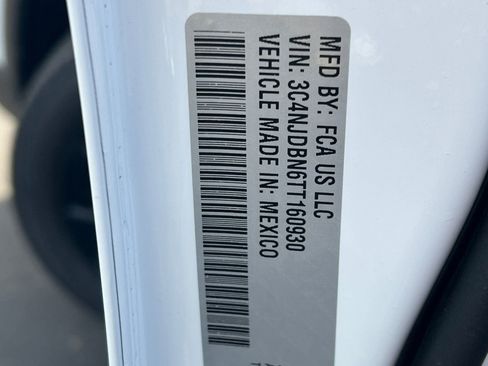 MFD BY: FCA US LLC
VIN: 3C4NJDBN6TT160930
VEHICLE MADE IN: MEXICO